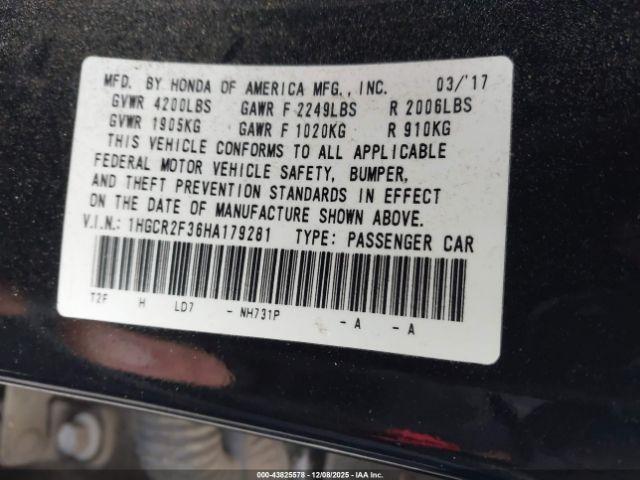 MFD. BY HONDA OF AMERICA MFG., INC. 03/'17
GVWR 4200LBS GAWR F 2249LBS R 2006LBS
GVWR 1905KG GAWR F 1020KG R 910KG
THIS VEHICLE CONFORMS TO ALL APPLICABLE
FEDERAL MOTOR VEHICLE SAFETY, BUMPER,
AND THEFT PREVENTION STANDARDS IN EFFECT
ON THE DATE OF MANUFACTURE SHOWN ABOVE.
V.I.N.: 1HGCR2F36HA179281 TYPE: PASSENGER CAR
T2F H LD7 - NH731P - A - A
000-43825578 | 12/08/2025 - IAA Inc.